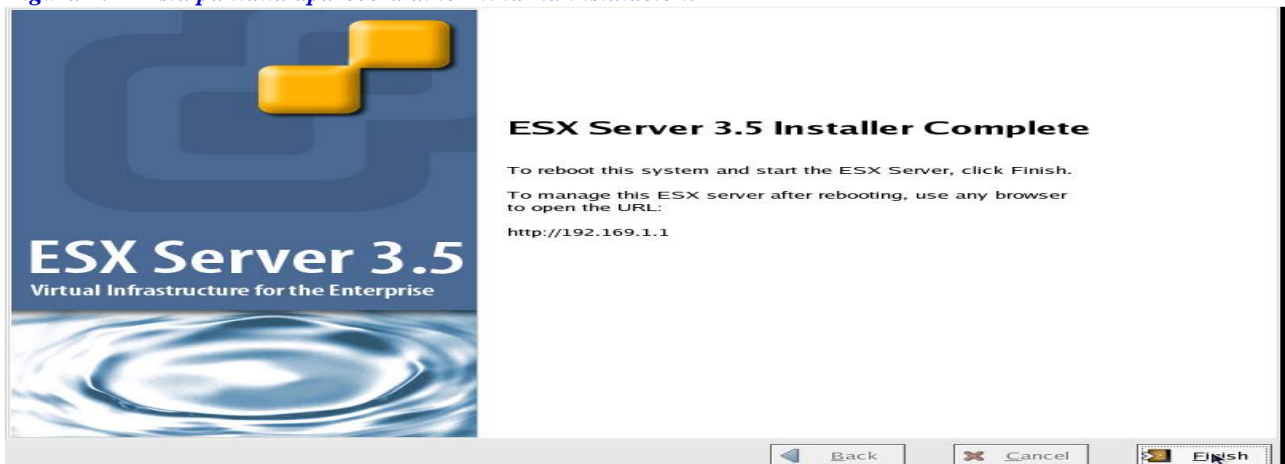 ESX Server 3.5 Installer Complete
To reboot this system and start the ESX Server, click Finish.
To manage this ESX server after rebooting, use any browser
to open the URL:
http://192.169.1.1
ESX Server 3.5
Virtual Infrastructure for the Enterprise
Back
Cancel
Finish